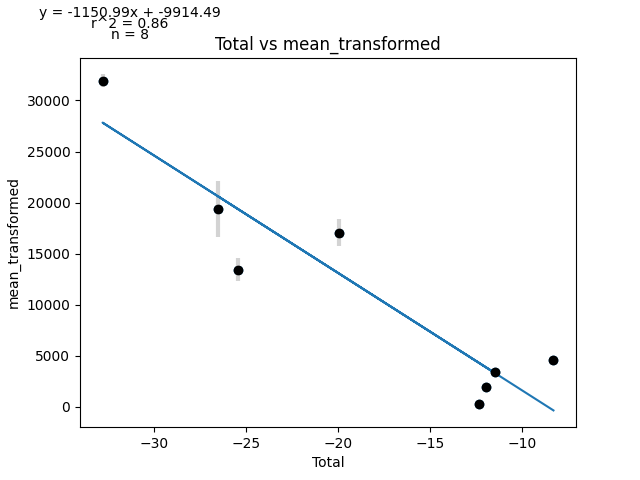 y = -1150.99x + -9914.49
r^2 = 0.86
n = 8
Total vs mean_transformed
mean_transformed
30000
25000
20000
15000
10000
5000
0
−30
−25
−20
−15
−10
Total